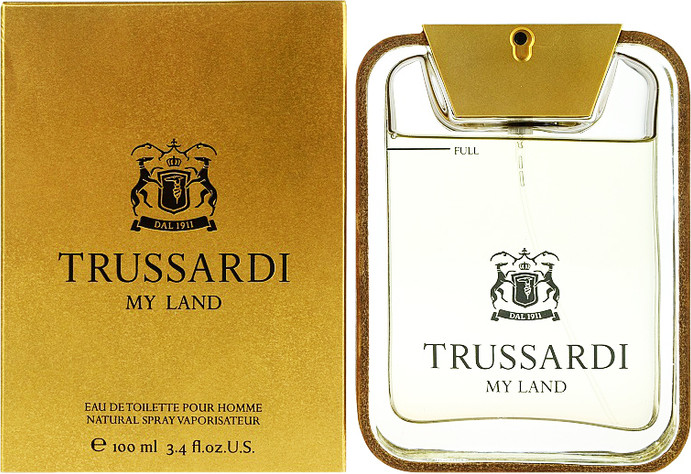 DAL 1911
TRUSSARDI
MY LAND
EAU DE TOILETTE POUR HOMME
NATURAL SPRAY VAPORISATEUR
℮ 100 ml 3.4 fl.oz.U.S.
FULL
DAL 1911
TRUSSARDI
MY LAND